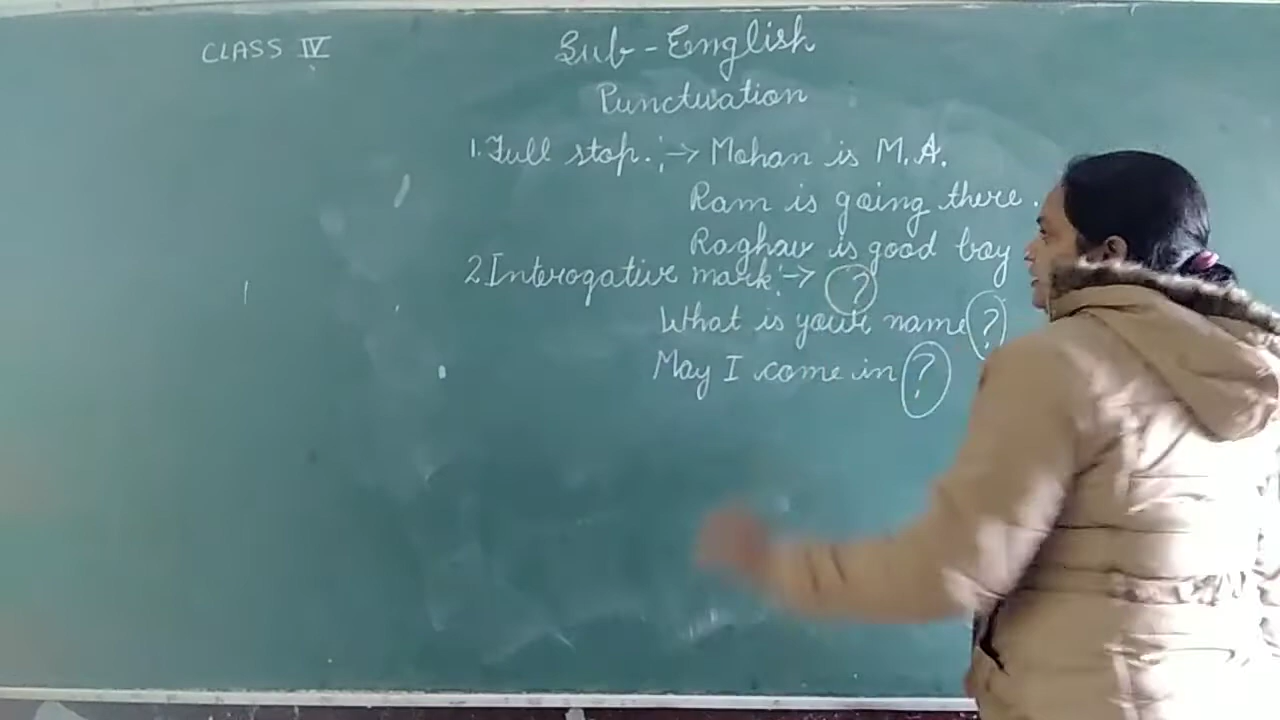 CLASS IV
Sub - English
Punctuation
1. Full stop. :→ Mohan is M.A.
Ram is going there.
Raghav is good boy
2. Interogative mark :→ ?
What is your name?
May I come in?